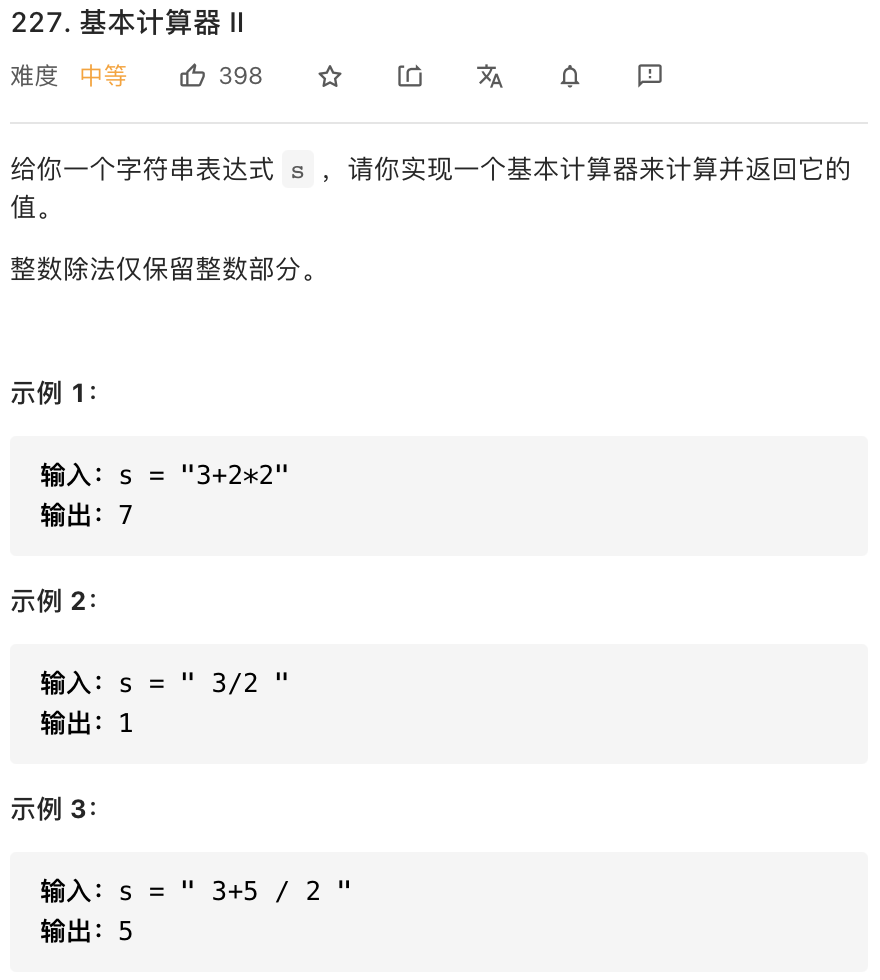 227. 基本计算器 II
难度 中等 398
给你一个字符串表达式 s ，请你实现一个基本计算器来计算并返回它的
值。
整数除法仅保留整数部分。
示例 1：
输入：s = "3+2*2"
输出：7
示例 2：
输入：s = " 3/2 "
输出：1
示例 3：
输入：s = " 3+5 / 2 "
输出：5